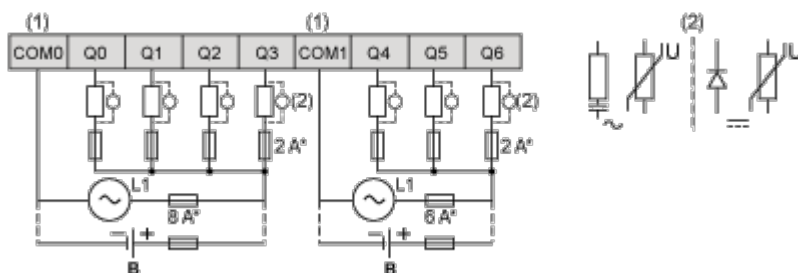 (1) (1) (2)
COM0 Q0 Q1 Q2 Q3 COM1 Q4 Q5 Q6
U U
(2) (2)
2 A* 2 A*
L1 L1
8 A* 6 A*
− + − +
B B